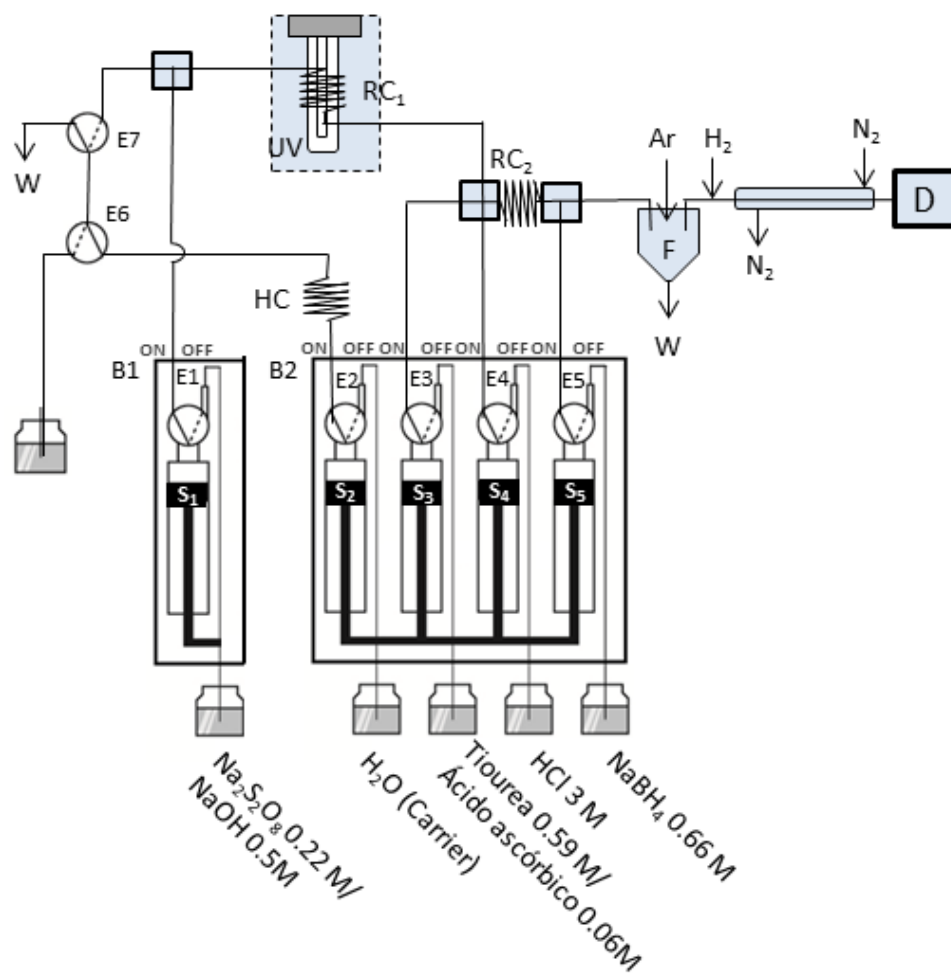 RC₁
UV
E7
W
E6
HC
RC₂
Ar
H₂
N₂
D
F
N₂
W
ON OFF
B1
E1
S₁
B2
ON OFF ON OFF ON OFF ON OFF
E2 E3 E4 E5
S₂ S₃ S₄ S₅
Na₂S₂O₈ 0.22 M/
NaOH 0.5M
H₂O (Carrier)
Tiourea 0.59 M/
Ácido ascórbico 0.06M
HCl 3 M
NaBH₄ 0.66 M